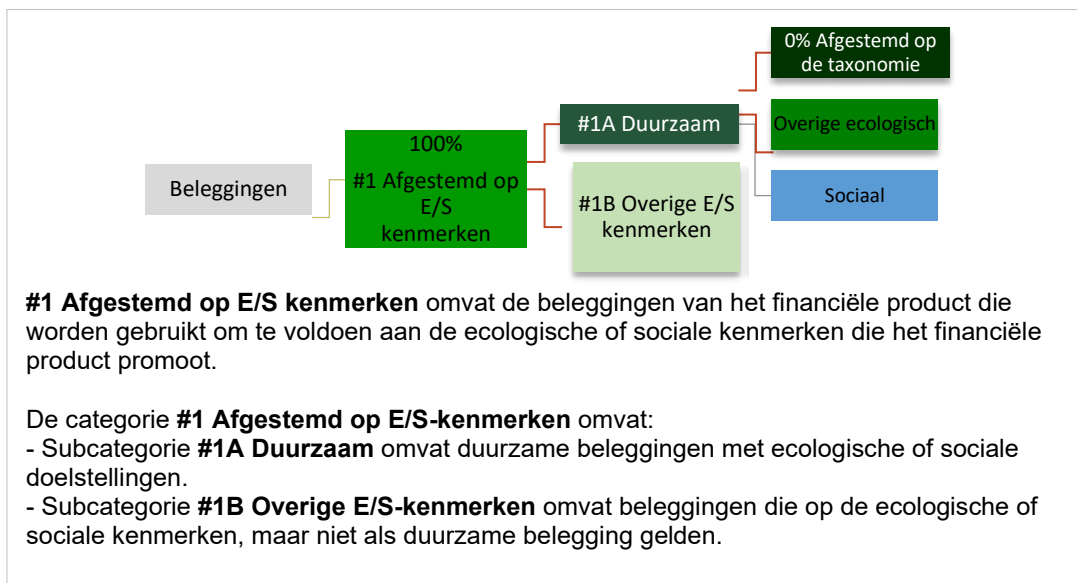 0% Afgestemd op
de taxonomie
#1A Duurzaam
Overige ecologisch
100%
#1 Afgestemd op
E/S
kenmerken
Beleggingen
#1B Overige E/S
kenmerken
Sociaal
#1 Afgestemd op E/S kenmerken omvat de beleggingen van het financiële product die
worden gebruikt om te voldoen aan de ecologische of sociale kenmerken die het financiële
product promoot.
De categorie #1 Afgestemd op E/S-kenmerken omvat:
- Subcategorie #1A Duurzaam omvat duurzame beleggingen met ecologische of sociale
doelstellingen.
- Subcategorie #1B Overige E/S-kenmerken omvat beleggingen die op de ecologische of
sociale kenmerken, maar niet als duurzame belegging gelden.